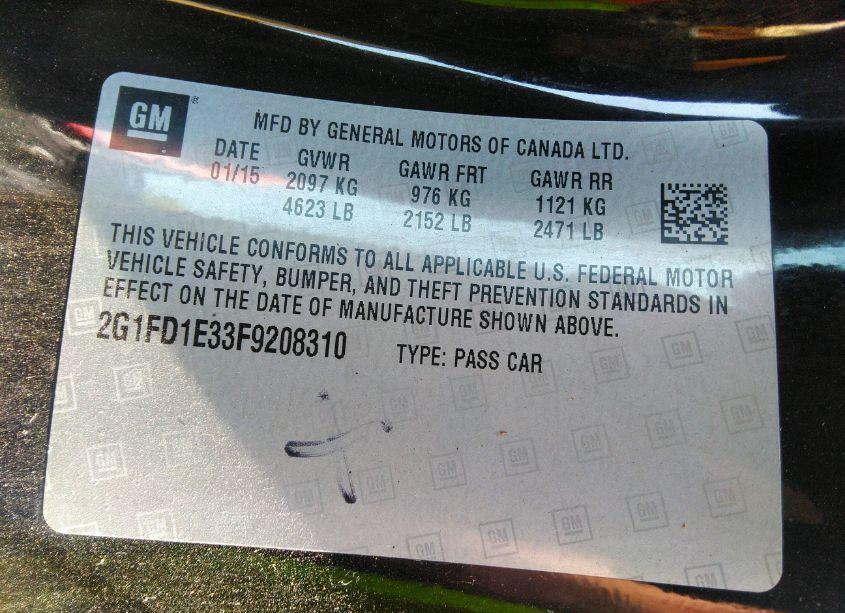 GM ®
MFD BY GENERAL MOTORS OF CANADA LTD.
DATE GVWR GAWR FRT GAWR RR
01/15 2097 KG 976 KG 1121 KG
4623 LB 2152 LB 2471 LB
THIS VEHICLE CONFORMS TO ALL APPLICABLE U.S. FEDERAL MOTOR
VEHICLE SAFETY, BUMPER, AND THEFT PREVENTION STANDARDS IN
EFFECT ON THE DATE OF MANUFACTURE SHOWN ABOVE.
2G1FD1E33F9208310 TYPE: PASS CAR